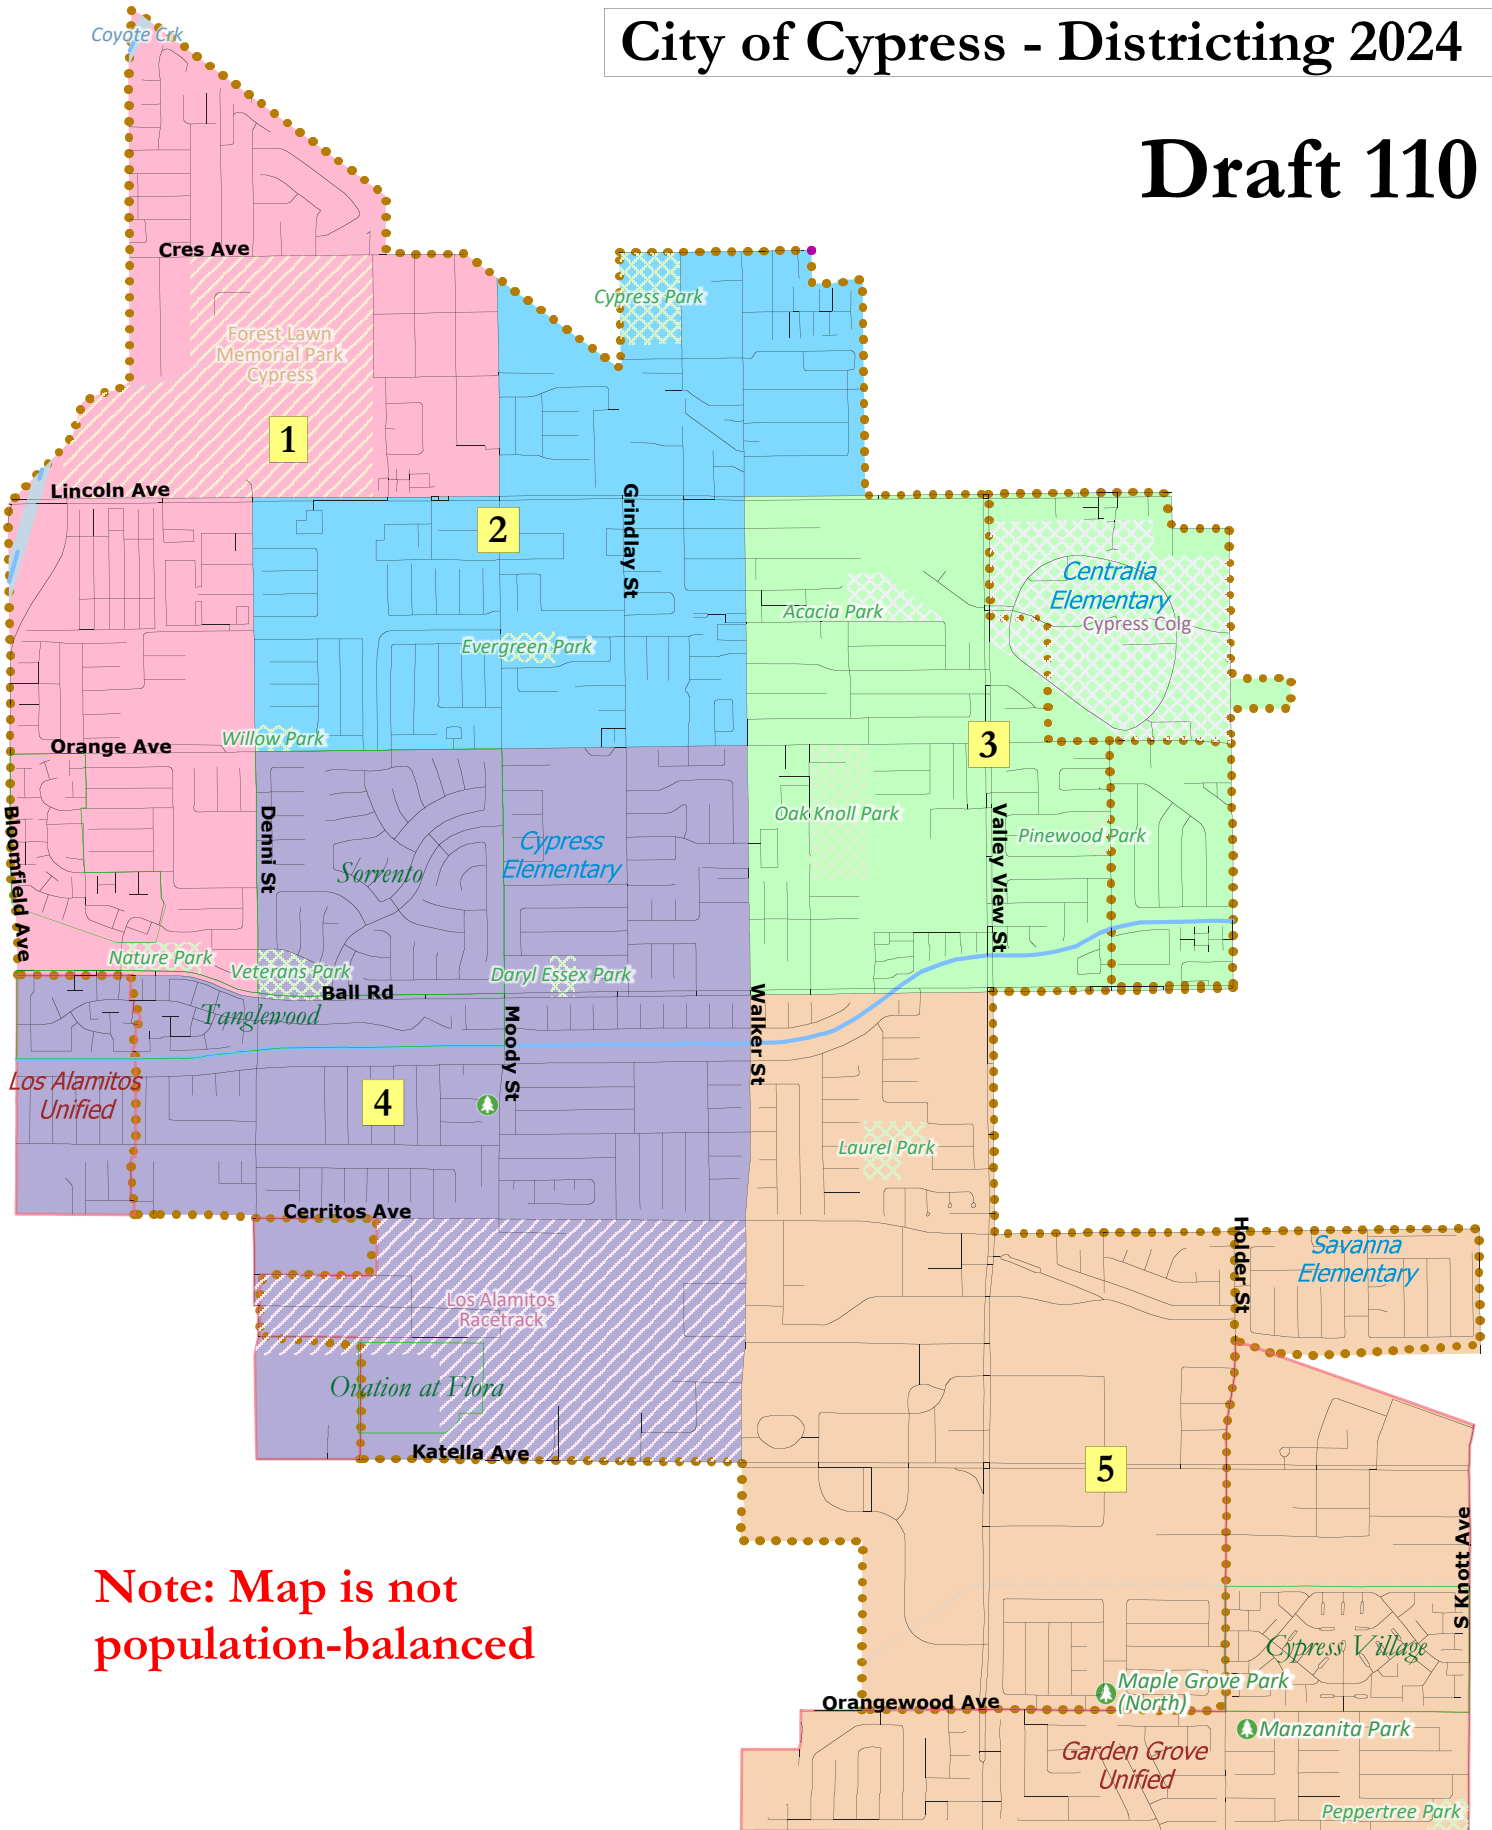 City of Cypress - Districting 2024
Draft 110
Coyote Crk
Cres Ave
Cypress Park
Forest Lawn
Memorial Park
Cypress
1
Lincoln Ave
2
Grindlay St
Centralia
Elementary
Acacia Park
Cypress Colg
Evergreen Park
Willow Park
Orange Ave
3
Bloomfield Ave
Denni St
Sorrento
Cypress
Elementary
Oak Knoll Park
Valley View St
Pinewood Park
Nature Park
Veterans Park
Daryl Essex Park
Ball Rd
Tanglewood
Moody St
Walker St
Los Alamitos
Unified
4
Laurel Park
Cerritos Ave
Holder St
Savanna
Elementary
Los Alamitos
Racetrack
Ovation at Flora
Katella Ave
5
S Knott Ave
Note: Map is not
population-balanced
Cypress Village
Maple Grove Park
(North)
Orangewood Ave
Manzanita Park
Garden Grove
Unified
Peppertree Park